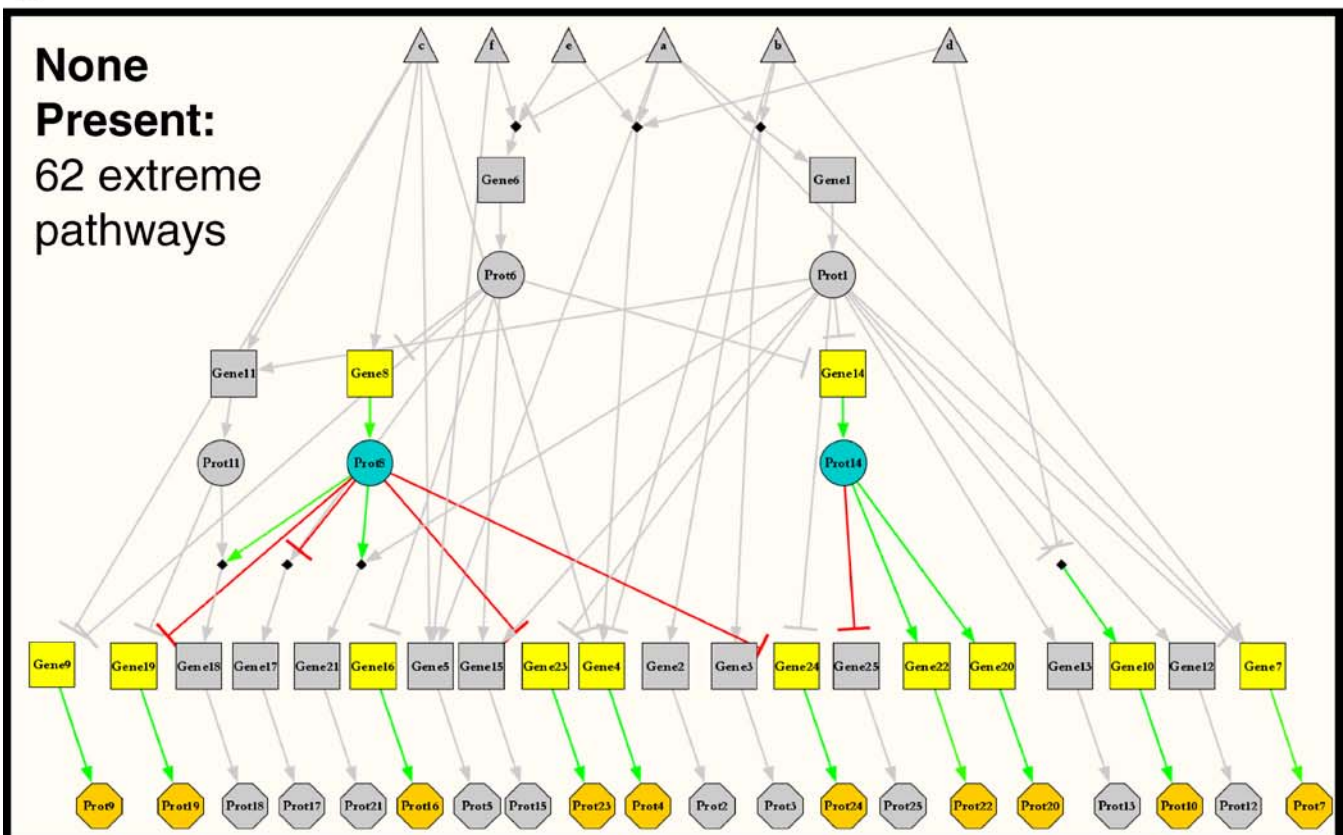 None
Present:
62 extreme
pathways
c f e a b d
Gene6 Gene1
Prot6 Prot1
Gene11 Gene8 Gene14
Prot11 Prot8 Prot14
Gene9 Gene19 Gene18 Gene17 Gene21 Gene16 Gene5 Gene15 Gene23 Gene4 Gene2 Gene3 Gene24 Gene25 Gene22 Gene20 Gene13 Gene10 Gene12 Gene7
Prot9 Prot19 Prot18 Prot17 Prot21 Prot16 Prot5 Prot15 Prot23 Prot4 Prot2 Prot3 Prot24 Prot25 Prot22 Prot20 Prot13 Prot10 Prot12 Prot7